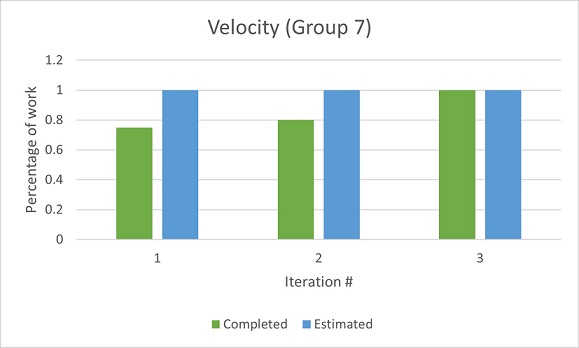 Velocity (Group 7)
Percentage of work
1.2
1
0.8
0.6
0.4
0.2
0
1 2 3
Iteration #
Completed Estimated